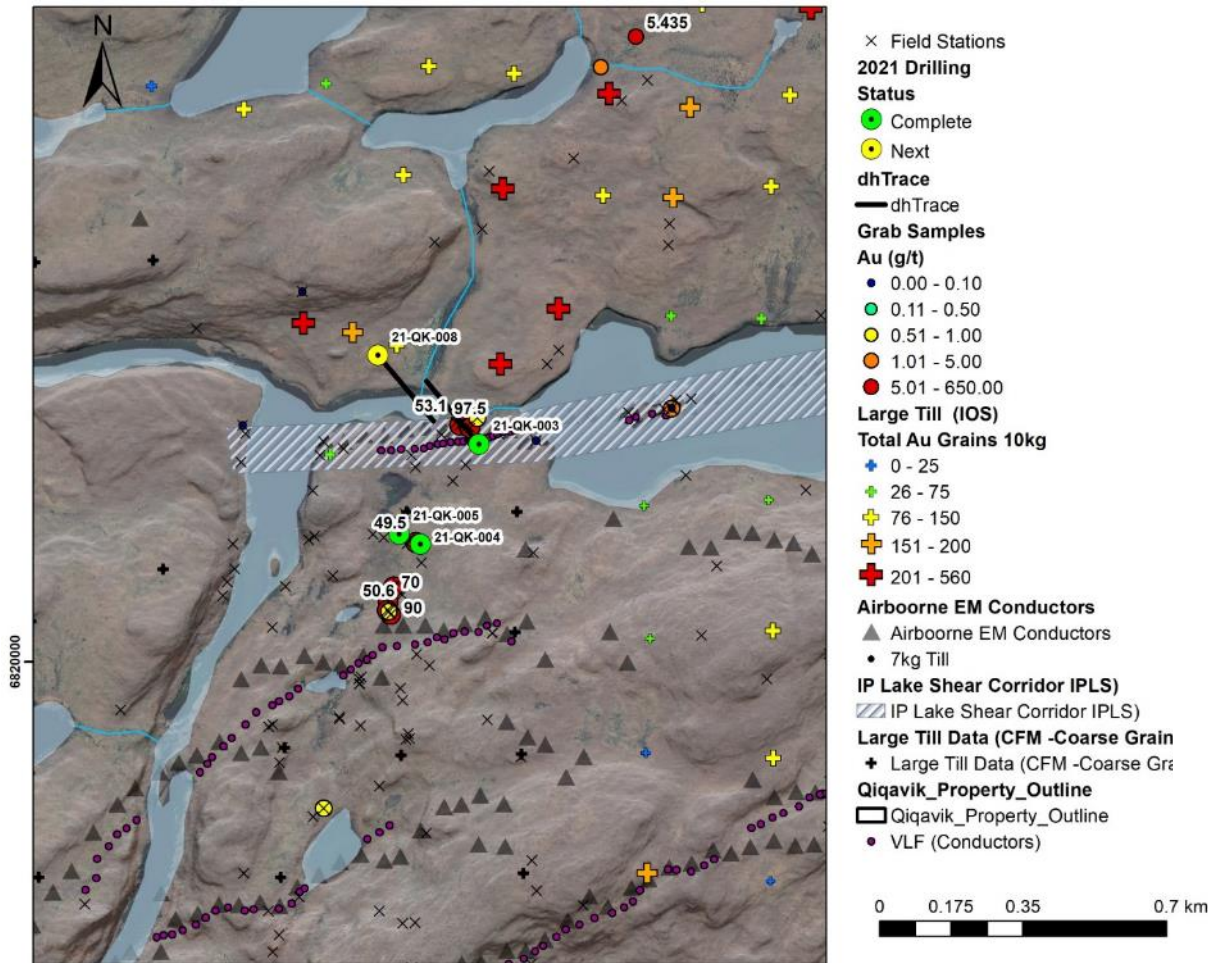 N
5.435
21-QK-008
53.1
97.5
21-QK-003
21-QK-005
49.5
21-QK-004
70
50.6
90
6820000
Field Stations
2021 Drilling
Status
Complete
Next
dhTrace
dhTrace
Grab Samples
Au (g/t)
0.00 - 0.10
0.11 - 0.50
0.51 - 1.00
1.01 - 5.00
5.01 - 650.00
Large Till (IOS)
Total Au Grains 10kg
0 - 25
26 - 75
76 - 150
151 - 200
201 - 560
Airboorne EM Conductors
Airboorne EM Conductors
7kg Till
IP Lake Shear Corridor IPLS)
IP Lake Shear Corridor IPLS)
Large Till Data (CFM -Coarse Grain
Large Till Data (CFM -Coarse Gra
Qiqavik_Property_Outline
Qiqavik_Property_Outline
VLF (Conductors)
0 0.175 0.35 0.7 km